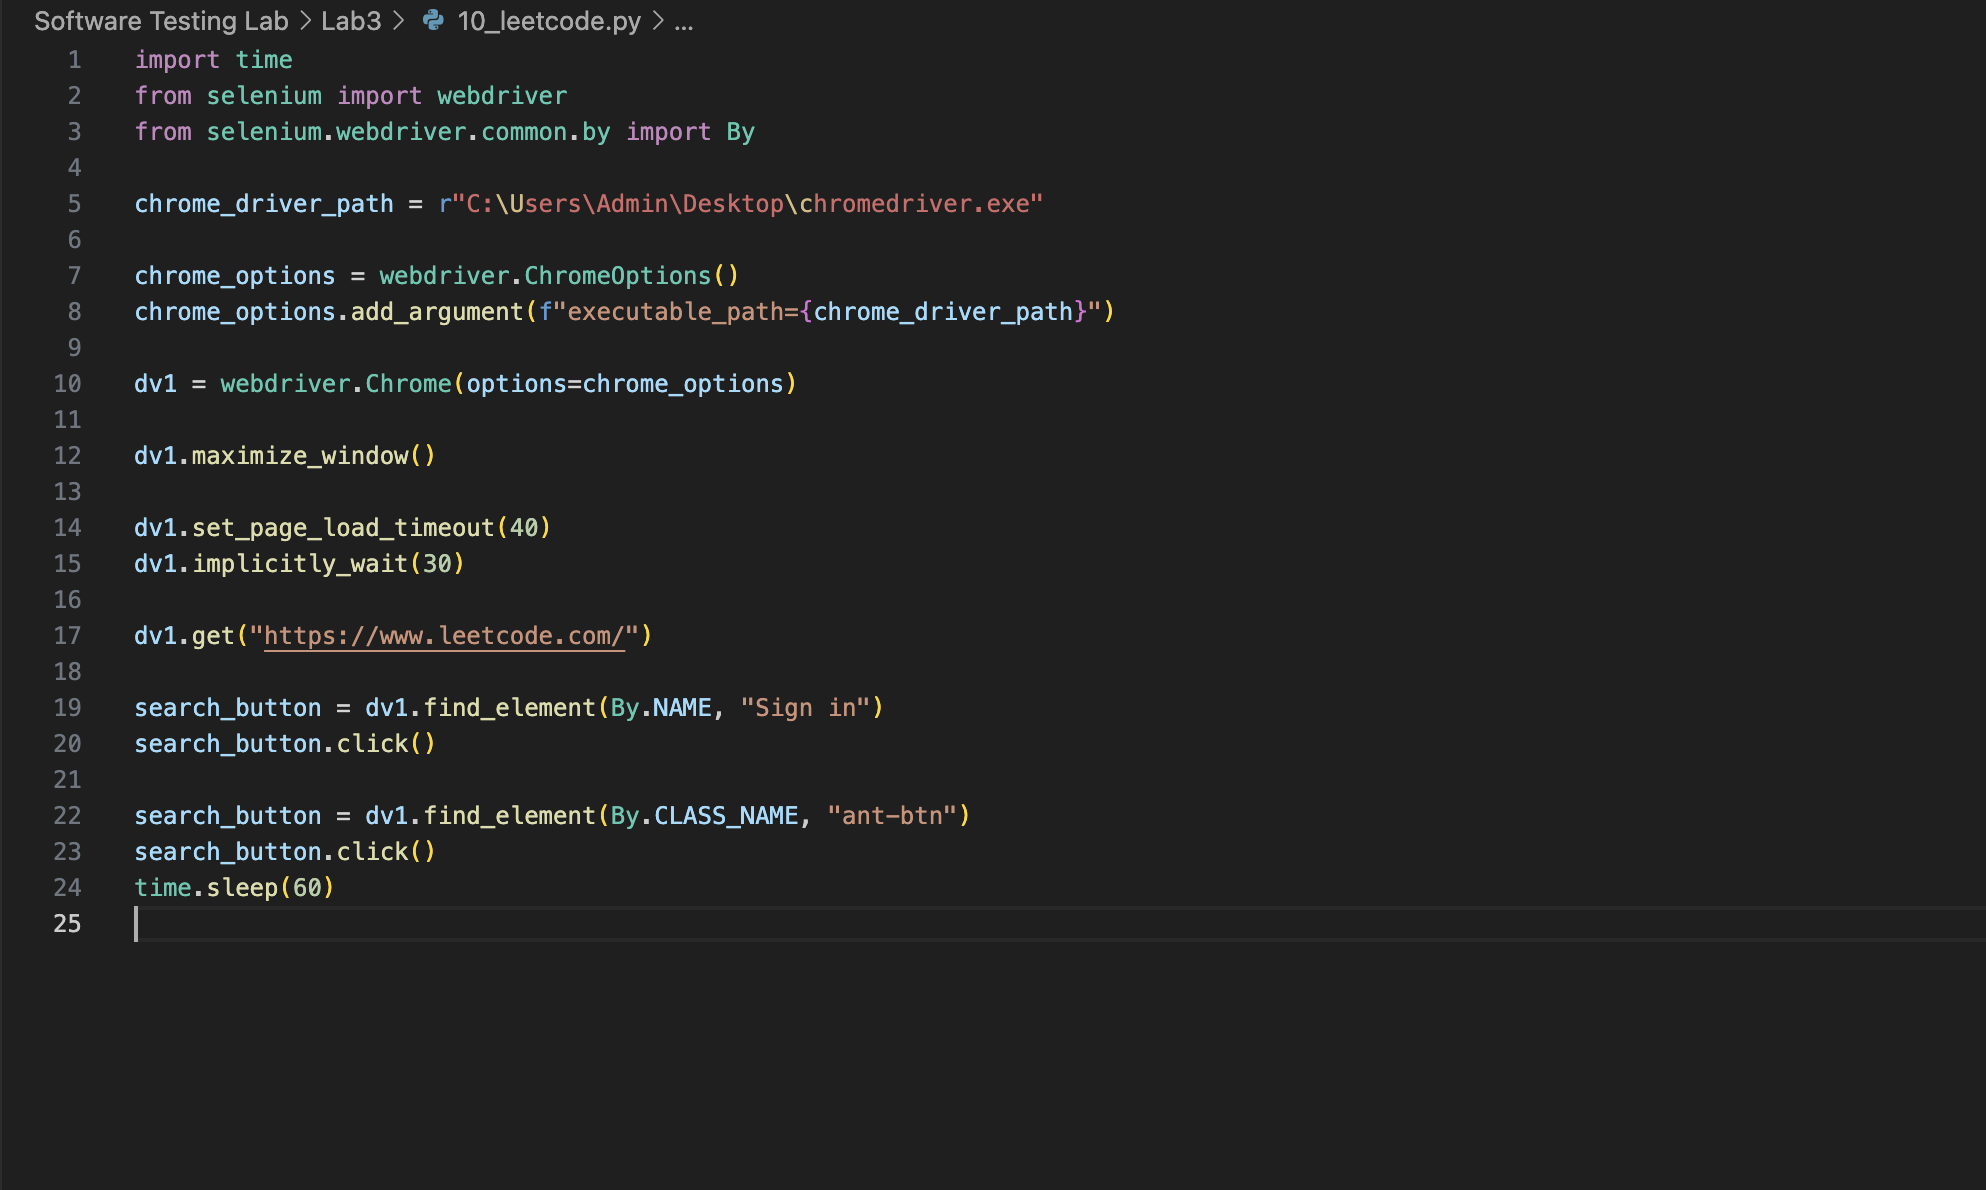 Software Testing Lab > Lab3 > 10_leetcode.py > ...
1 import time
2 from selenium import webdriver
3 from selenium.webdriver.common.by import By
4
5 chrome_driver_path = r"C:\Users\Admin\Desktop\chromedriver.exe"
6
7 chrome_options = webdriver.ChromeOptions()
8 chrome_options.add_argument(f"executable_path={chrome_driver_path}")
9
10 dv1 = webdriver.Chrome(options=chrome_options)
11
12 dv1.maximize_window()
13
14 dv1.set_page_load_timeout(40)
15 dv1.implicitly_wait(30)
16
17 dv1.get("https://www.leetcode.com/")
18
19 search_button = dv1.find_element(By.NAME, "Sign in")
20 search_button.click()
21
22 search_button = dv1.find_element(By.CLASS_NAME, "ant-btn")
23 search_button.click()
24 time.sleep(60)
25